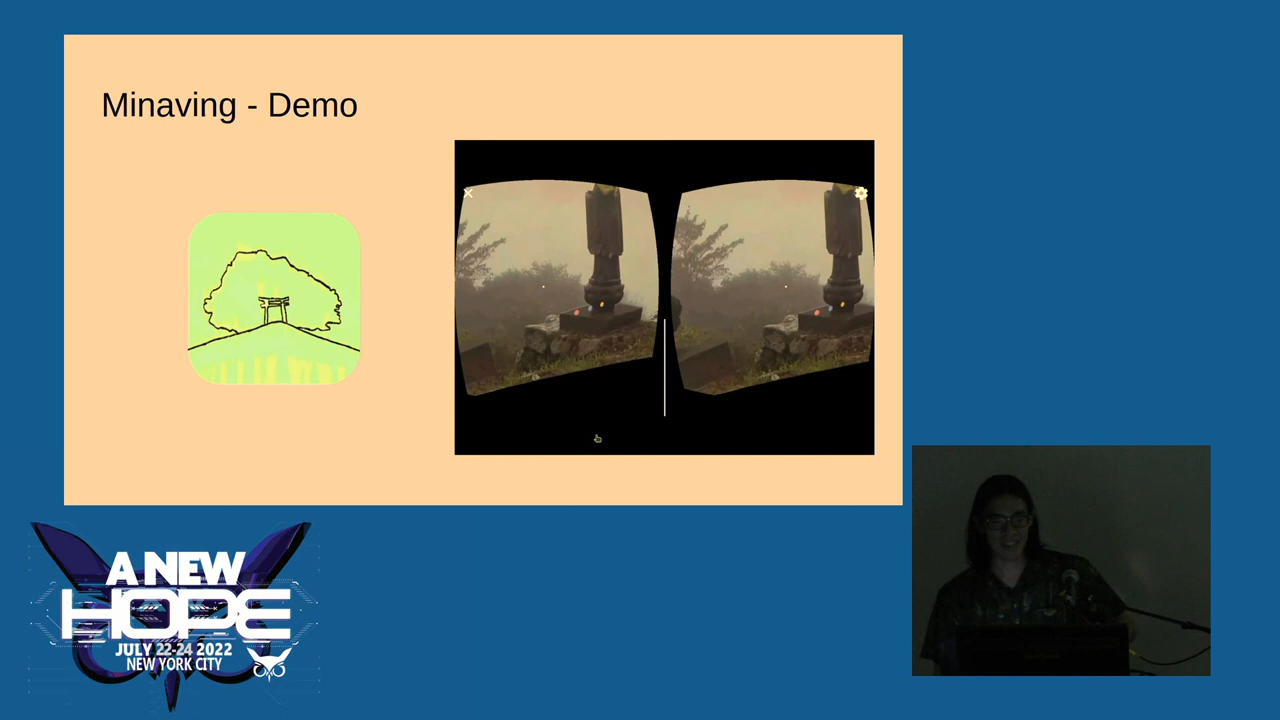 Minaving - Demo
A NEW
HOPE
JULY 22-24 2022
NEW YORK CITY